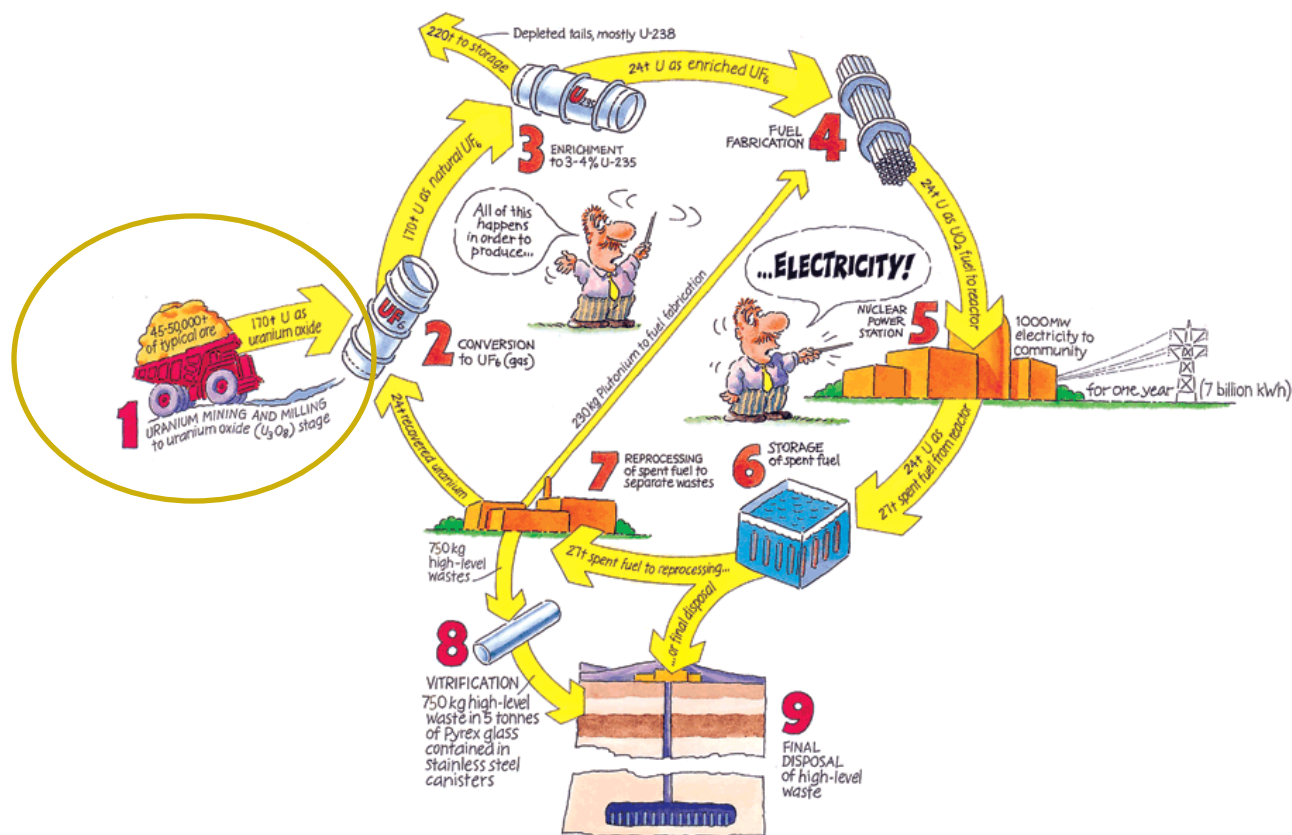 220t to storage
Depleted tails, mostly U-238
U235
3
ENRICHMENT
to 3-4% U-235
24t U as enriched UF6
4
FUEL
FABRICATION
170t U as natural UF6
All of this
happens
in order to
produce...
...ELECTRICITY!
24t U as UO2 fuel to reactor
45-50,000t
of typical ore
170t U as
uranium oxide
1
URANIUM MINING AND MILLING
to uranium oxide (U3O8) stage
UF6
2
CONVERSION
to UF6 (gas)
230 kg Plutonium to fuel fabrication
NUCLEAR
POWER
STATION
5
1000MW
electricity to
community
for one year
(7 billion kWh)
24t U as
27t spent fuel from reactor
6
STORAGE
of spent fuel
7
REPROCESSING
of spent fuel to
separate wastes
24t recovered uranium
750 kg
high-level
wastes
27t spent fuel to reprocessing...
...or final disposal
8
VITRIFICATION
750 kg high-level
waste in 5 tonnes
of Pyrex glass
contained in
stainless steel
canisters
9
FINAL
DISPOSAL
of high-level
waste